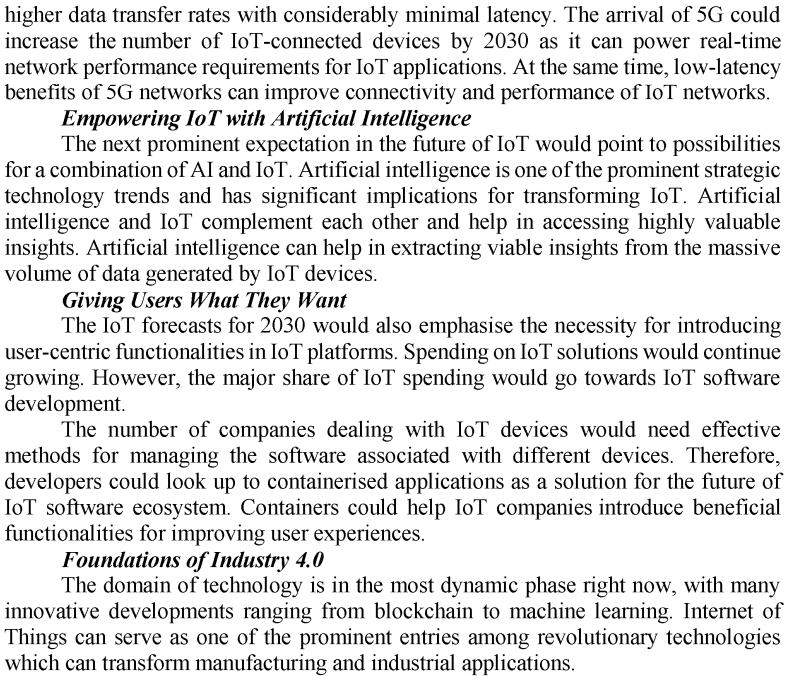 higher data transfer rates with considerably minimal latency. The arrival of 5G could
increase the number of IoT-connected devices by 2030 as it can power real-time
network performance requirements for IoT applications. At the same time, low-latency
benefits of 5G networks can improve connectivity and performance of IoT networks.
Empowering IoT with Artificial Intelligence
The next prominent expectation in the future of IoT would point to possibilities
for a combination of AI and IoT. Artificial intelligence is one of the prominent strategic
technology trends and has significant implications for transforming IoT. Artificial
intelligence and IoT complement each other and help in accessing highly valuable
insights. Artificial intelligence can help in extracting viable insights from the massive
volume of data generated by IoT devices.
Giving Users What They Want
The IoT forecasts for 2030 would also emphasise the necessity for introducing
user-centric functionalities in IoT platforms. Spending on IoT solutions would continue
growing. However, the major share of IoT spending would go towards IoT software
development.
The number of companies dealing with IoT devices would need effective
methods for managing the software associated with different devices. Therefore,
developers could look up to containerised applications as a solution for the future of
IoT software ecosystem. Containers could help IoT companies introduce beneficial
functionalities for improving user experiences.
Foundations of Industry 4.0
The domain of technology is in the most dynamic phase right now, with many
innovative developments ranging from blockchain to machine learning. Internet of
Things can serve as one of the prominent entries among revolutionary technologies
which can transform manufacturing and industrial applications.